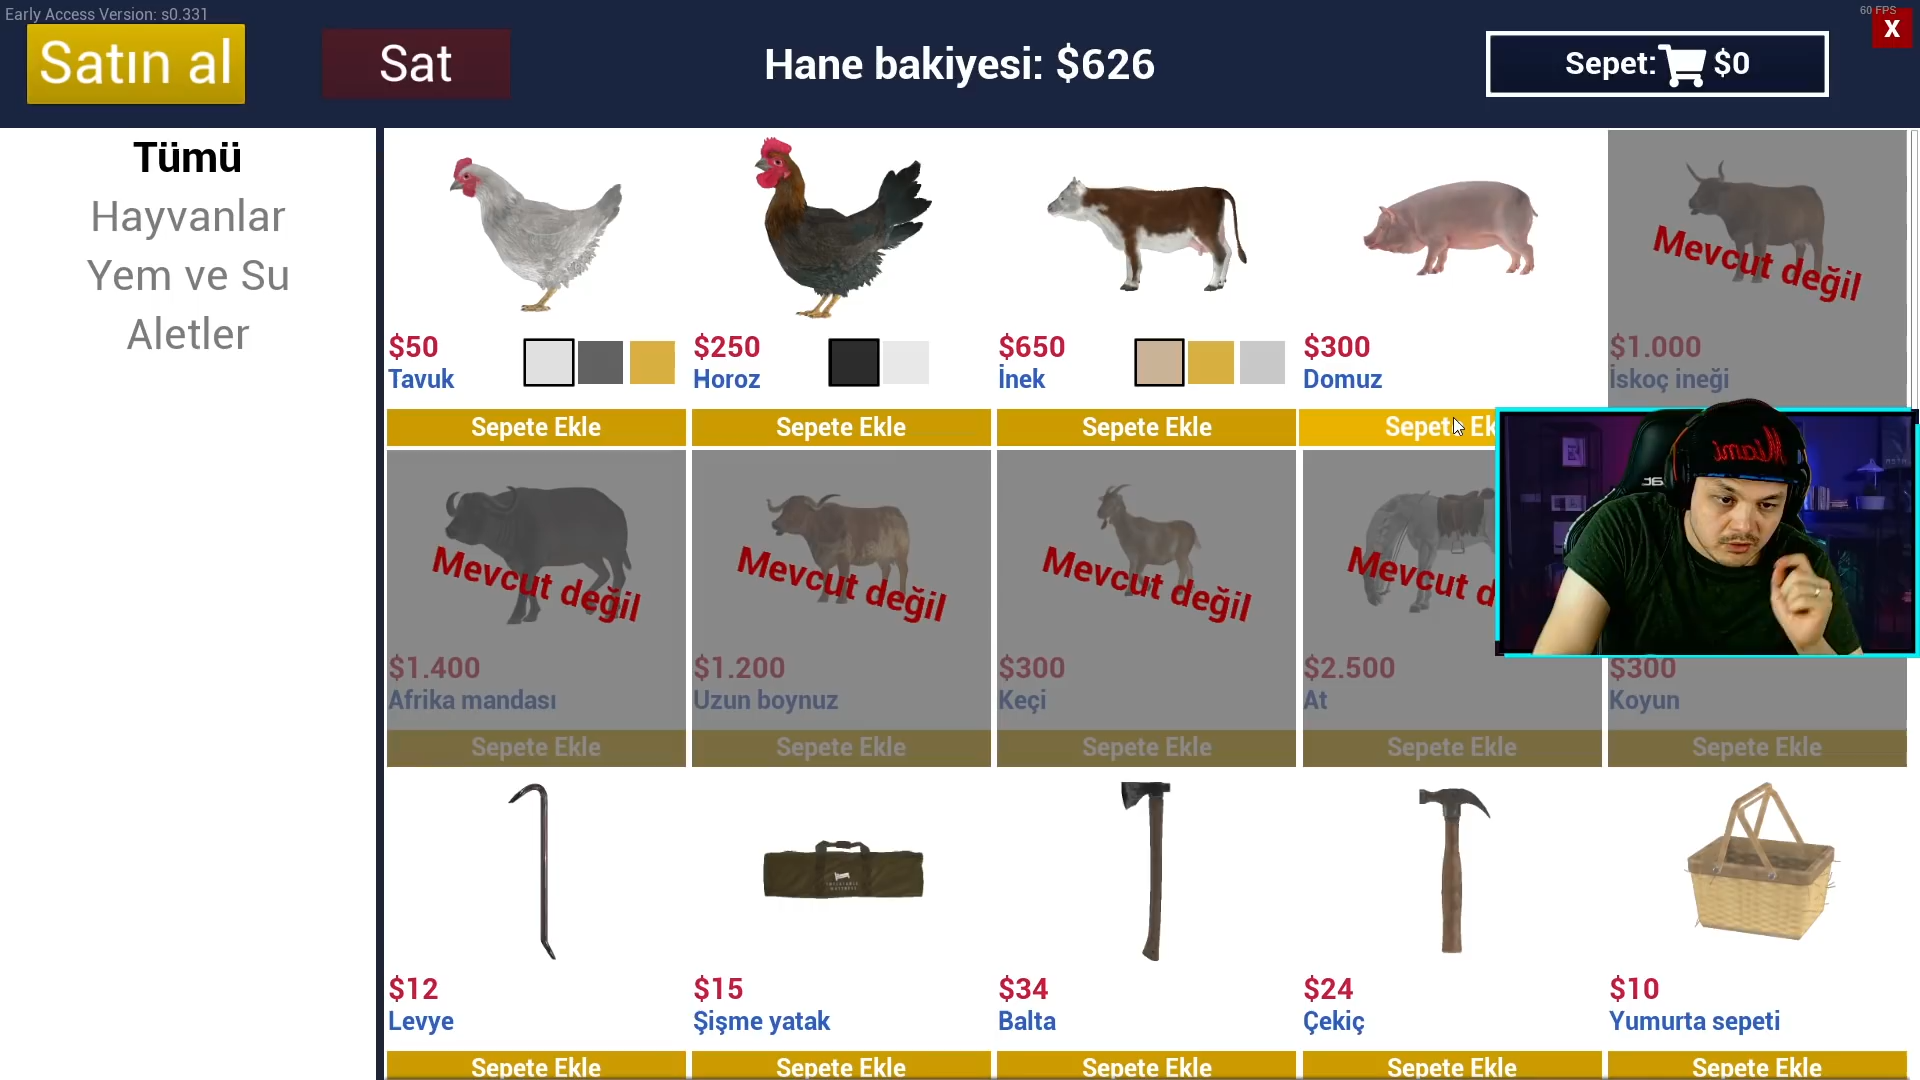 Early Access Version: s0.331
60 FPS
Satın al
Sat
Hane bakiyesi: $626
Sepet: $0
X
Tümü
Hayvanlar
Yem ve Su
Aletler
$50
Tavuk
$250
Horoz
$650
İnek
$300
Domuz
Mevcut değil
$1.000
İskoç ineği
Sepete Ekle
Sepete Ekle
Sepete Ekle
Sepete Ek
Miami
Mevcut değil
$1.400
Afrika mandası
Mevcut değil
$1.200
Uzun boynuz
Mevcut değil
$300
Keçi
Mevcut d
$2.500
At
$300
Koyun
Sepete Ekle
Sepete Ekle
Sepete Ekle
Sepete Ekle
Sepete Ekle
$12
Levye
$15
Şişme yatak
$34
Balta
$24
Çekiç
$10
Yumurta sepeti
Sepete Ekle
Sepete Ekle
Sepete Ekle
Sepete Ekle
Sepete Ekle